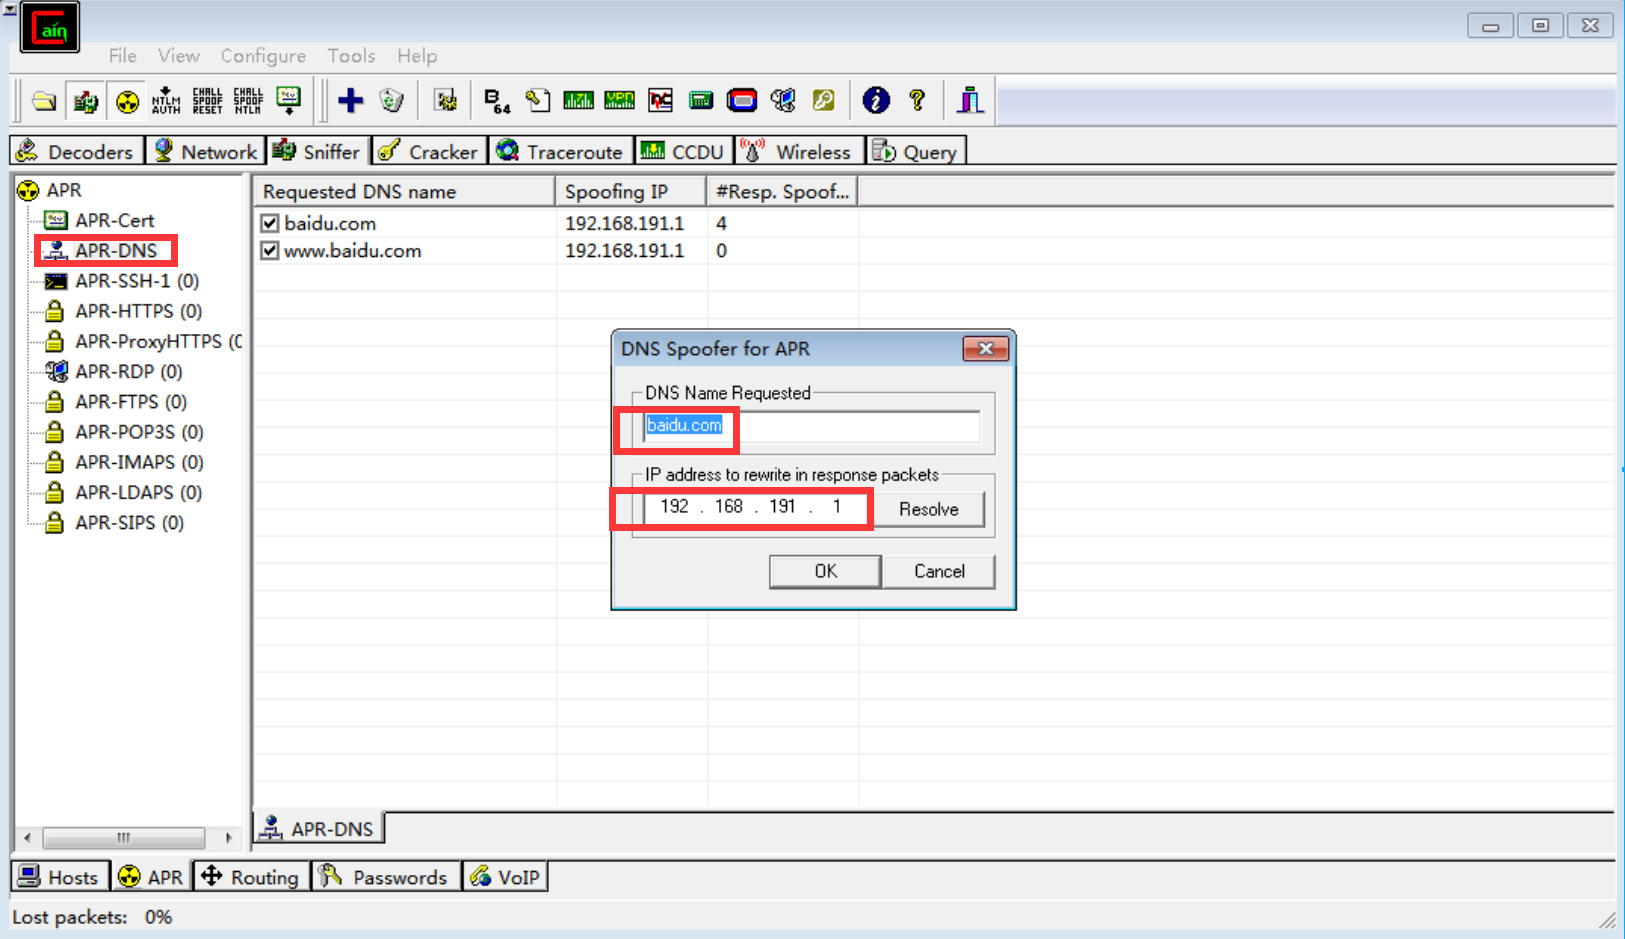 Cain
File View Configure Tools Help
NTLM AUTH
CHALL SPOOF RESET
CHALL SPOOF NTLM
B 64
Decoders Network Sniffer Cracker Traceroute CCDU Wireless Query
APR
APR-Cert
APR-DNS
APR-SSH-1 (0)
APR-HTTPS (0)
APR-ProxyHTTPS (0
APR-RDP (0)
APR-FTPS (0)
APR-POP3S (0)
APR-IMAPS (0)
APR-LDAPS (0)
APR-SIPS (0)
Requested DNS name Spoofing IP #Resp. Spoof...
baidu.com 192.168.191.1 4
www.baidu.com 192.168.191.1 0
DNS Spoofer for APR
DNS Name Requested
baidu.com
IP address to rewrite in response packets
192 . 168 . 191 . 1 Resolve
OK Cancel
APR-DNS
Hosts APR Routing Passwords VoIP
Lost packets: 0%